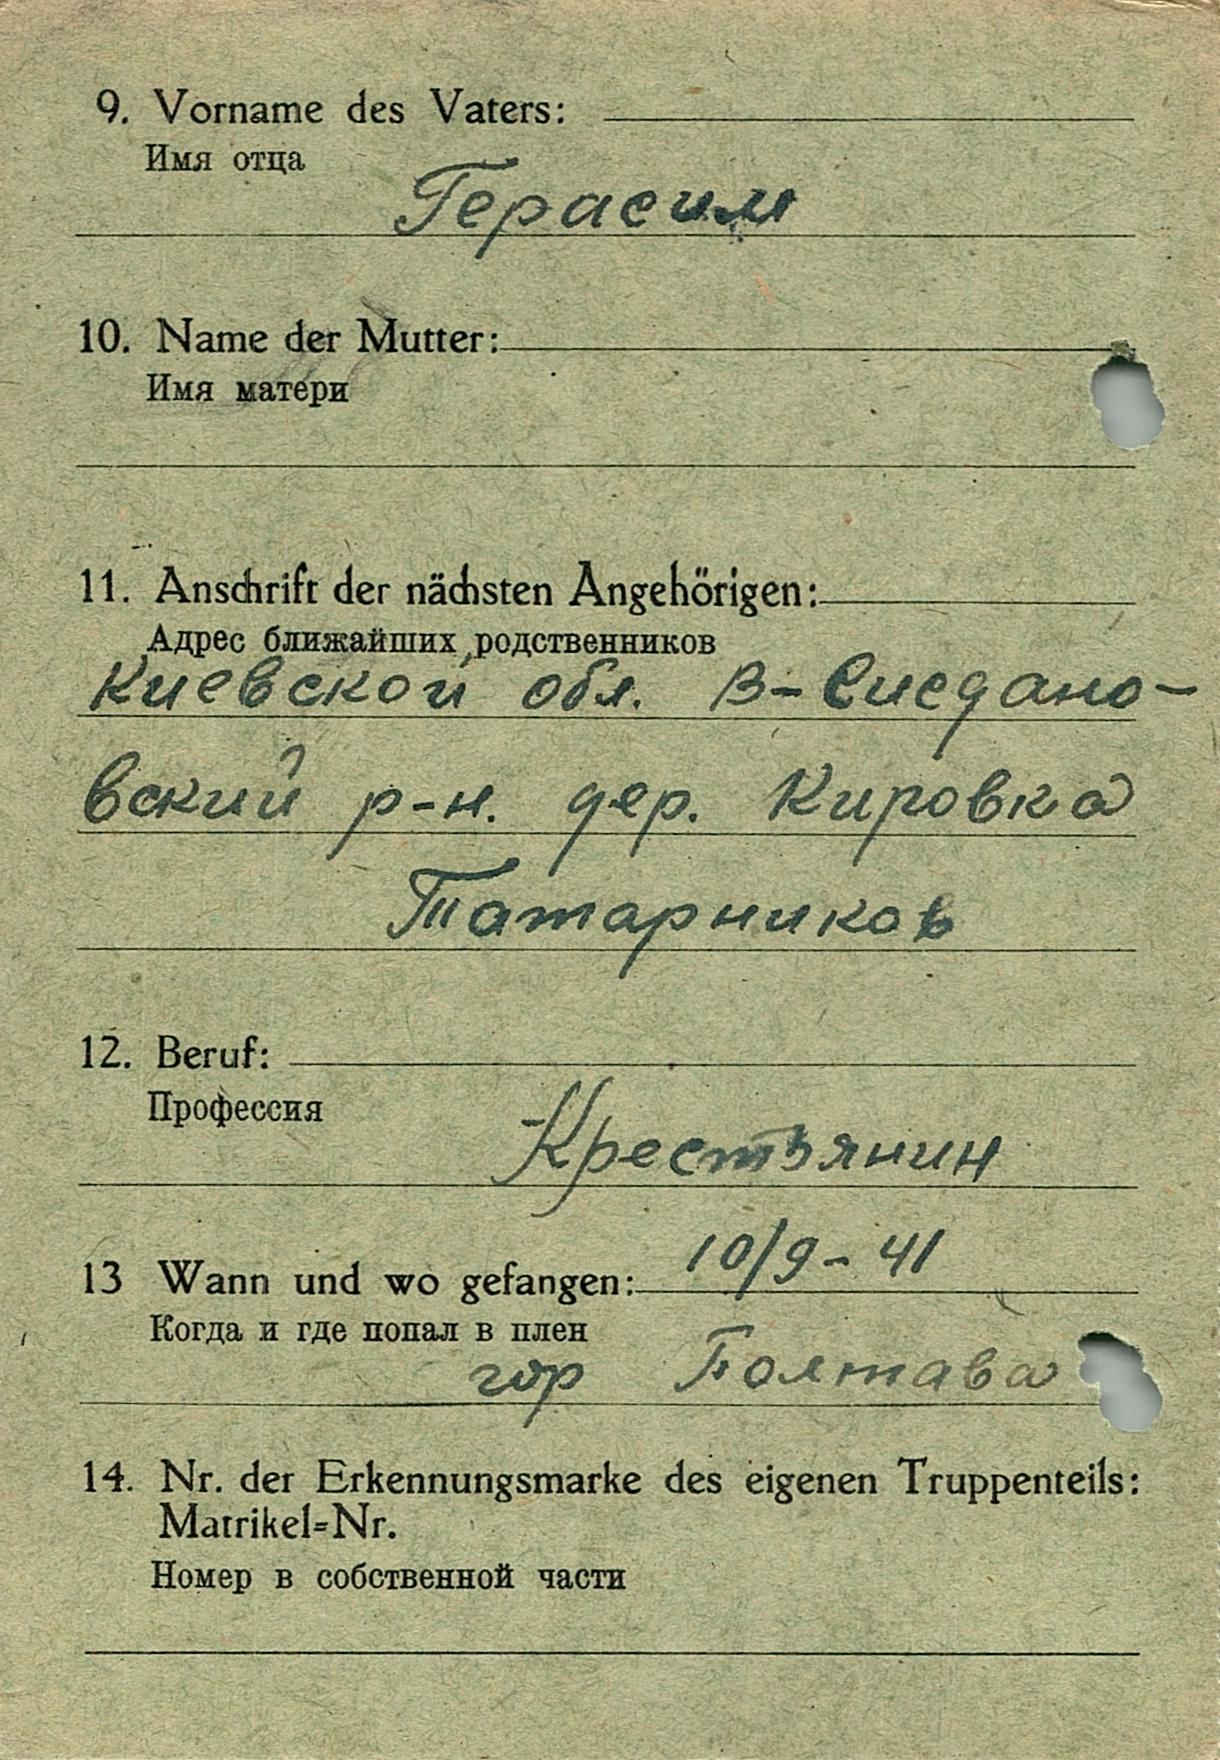 9. Vorname des Vaters:
Имя отца
Герасим
10. Name der Mutter:
Имя матери
11. Anschrift der nächsten Angehörigen:
Адрес ближайших родственников
Киевской обл. В-Сиедано-
вский р-н. дер. Кировка
Татарников
12. Beruf:
Профессия
Крестьянин
13 Wann und wo gefangen: 10/9-41
Когда и где попал в плен
гор Полтава
14. Nr. der Erkennungsmarke des eigenen Truppenteils:
Matrikel-Nr.
Номер в собственной части